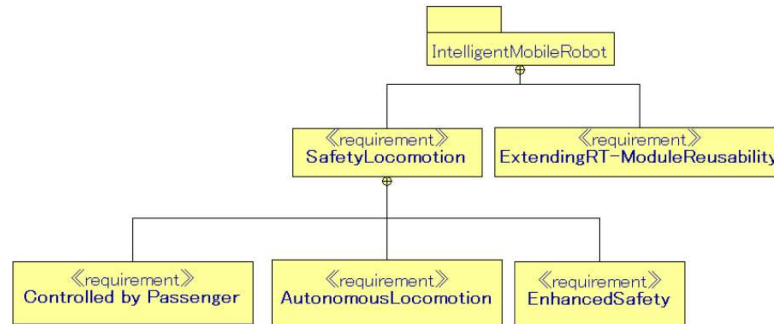 IntelligentMobileRobot
≪requirement≫
SafetyLocomotion
≪requirement≫
ExtendingRT-ModuleReusability
≪requirement≫
Controlled by Passenger
≪requirement≫
AutonomousLocomotion
≪requirement≫
EnhancedSafety